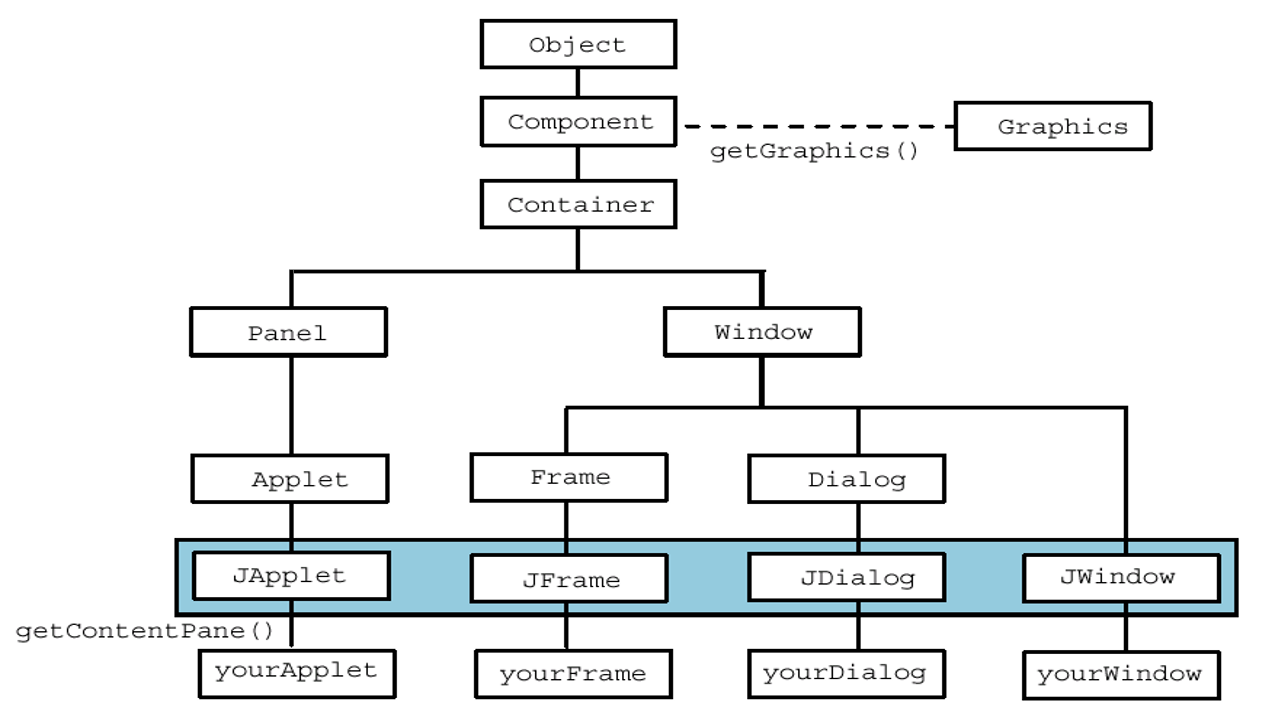 Object
Component
Graphics
getGraphics()
Container
Panel
Window
Applet
Frame
Dialog
JApplet
JFrame
JDialog
JWindow
getContentPane()
yourApplet
yourFrame
yourDialog
yourWindow